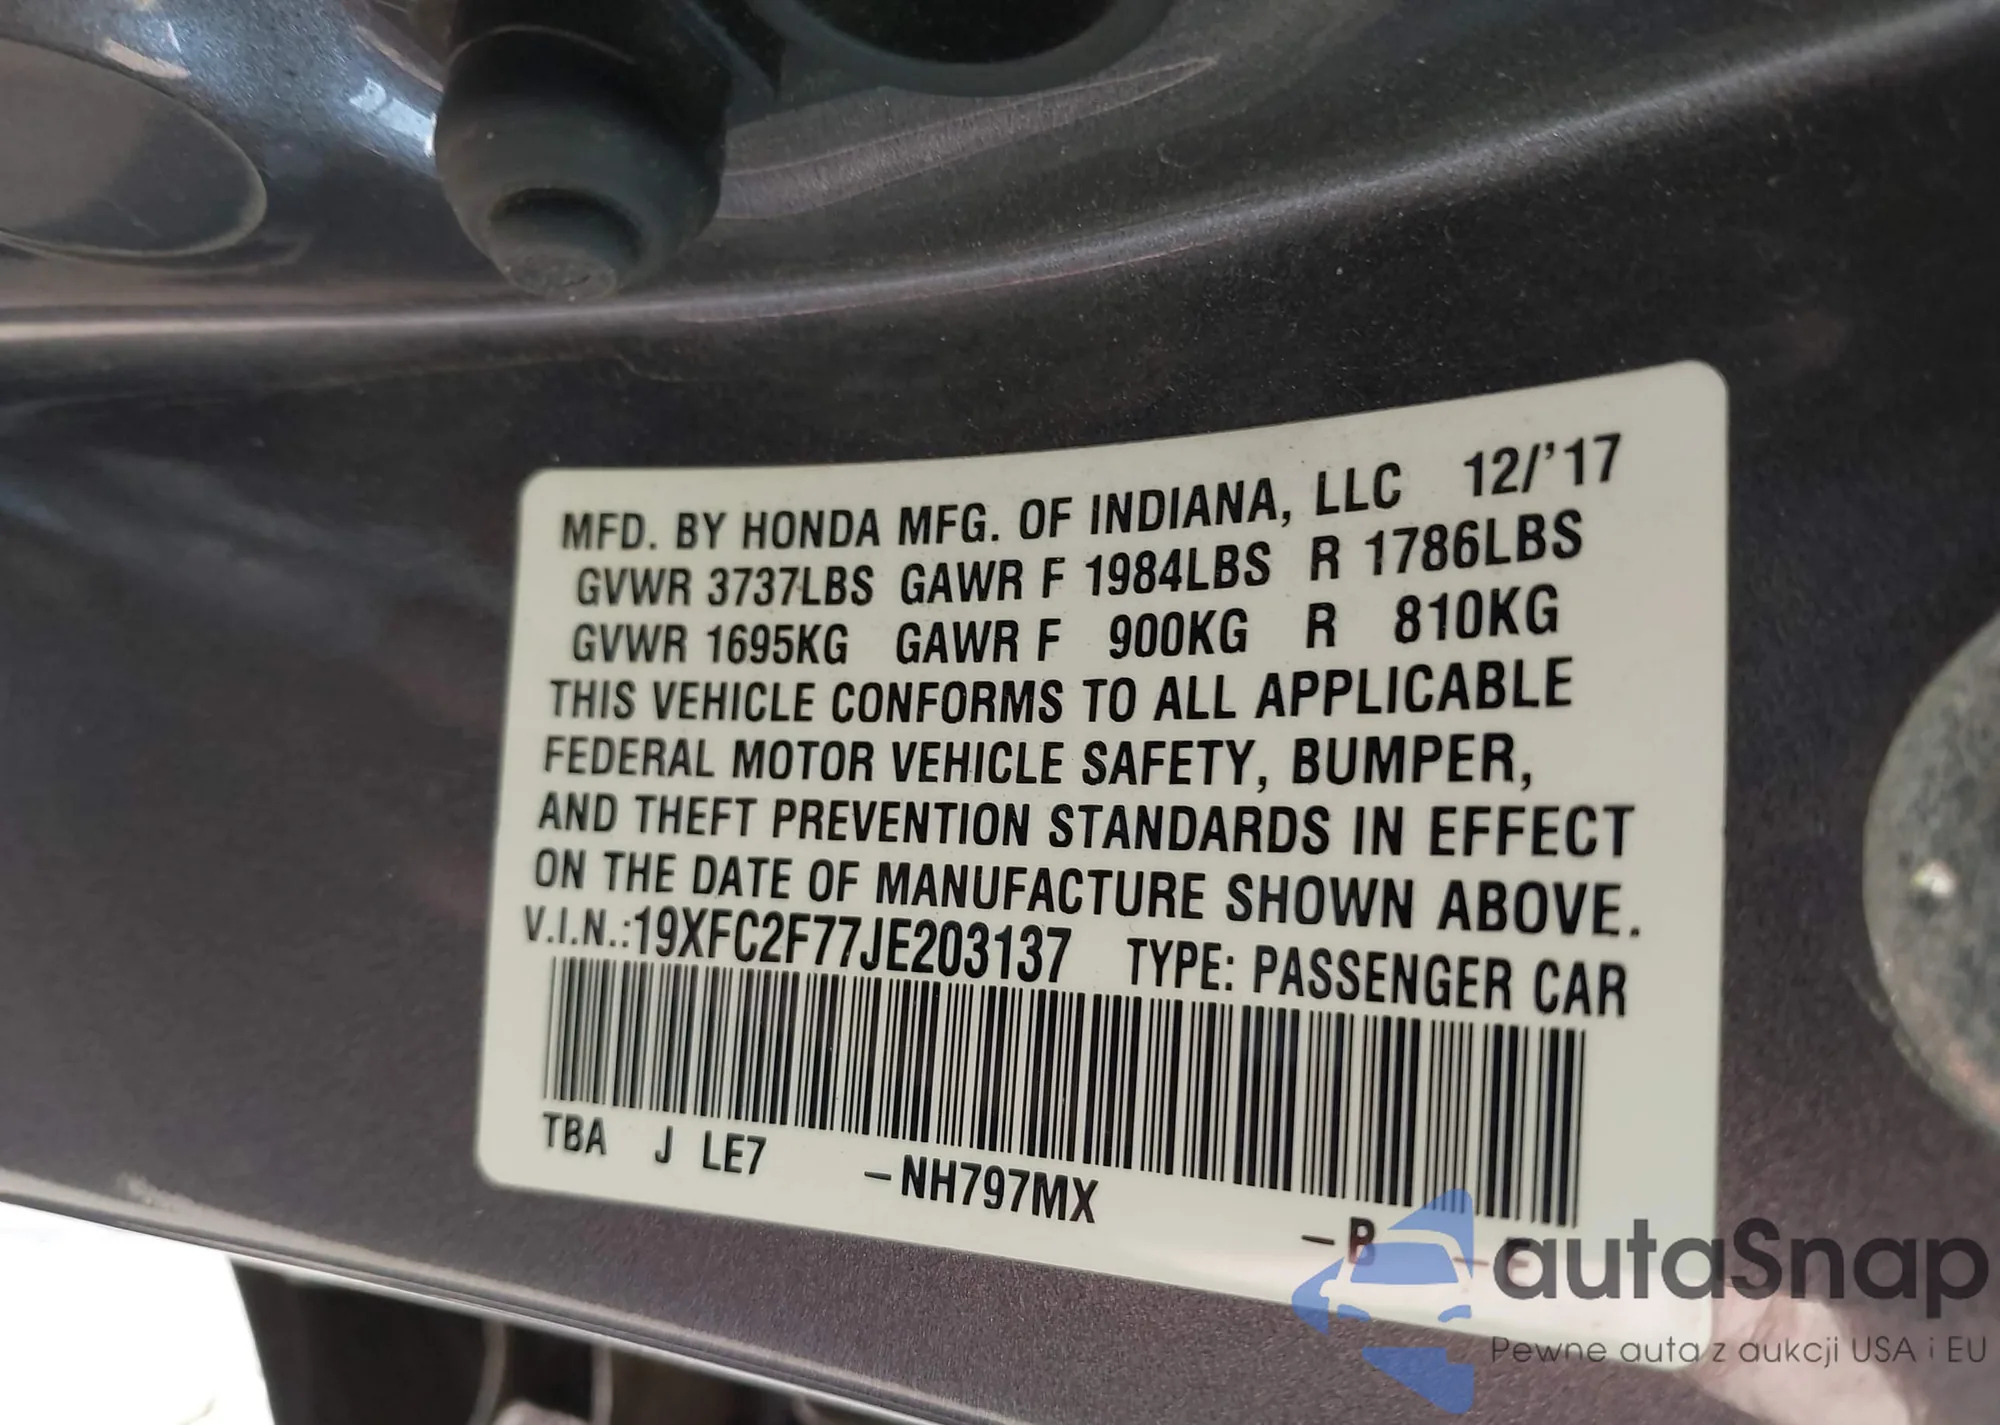 MFD. BY HONDA MFG. OF INDIANA, LLC 12/'17
GVWR 3737LBS GAWR F 1984LBS R 1786LBS
GVWR 1695KG GAWR F 900KG R 810KG
THIS VEHICLE CONFORMS TO ALL APPLICABLE
FEDERAL MOTOR VEHICLE SAFETY, BUMPER,
AND THEFT PREVENTION STANDARDS IN EFFECT
ON THE DATE OF MANUFACTURE SHOWN ABOVE.
V.I.N.:19XFC2F77JE203137 TYPE: PASSENGER CAR
TBA J LE7 –NH797MX –B
autaSnap
Pewne auta z aukcji USA i EU